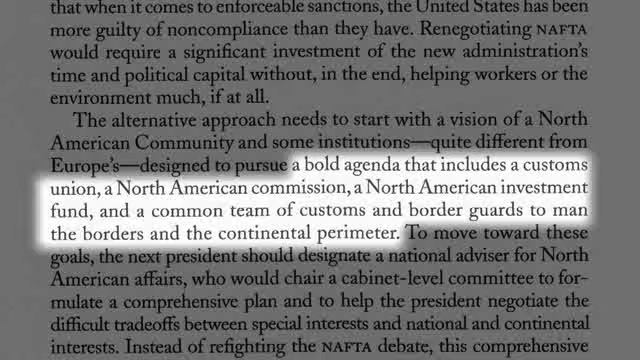 that when it comes to enforceable sanctions, the United States has been
more guilty of noncompliance than they have. Renegotiating NAFTA
would require a significant investment of the new administration's
time and political capital without, in the end, helping workers or the
environment much, if at all.
The alternative approach needs to start with a vision of a North
American Community and some institutions—quite different from
Europe's—designed to pursue a bold agenda that includes a customs
union, a North American commission, a North American investment
fund, and a common team of customs and border guards to man
the borders and the continental perimeter. To move toward these
goals, the next president should designate a national adviser for North
American affairs, who would chair a cabinet-level committee to for-
mulate a comprehensive plan and to help the president negotiate the
difficult tradeoffs between special interests and national and continental
interests. Instead of refighting the NAFTA debate, this comprehensive